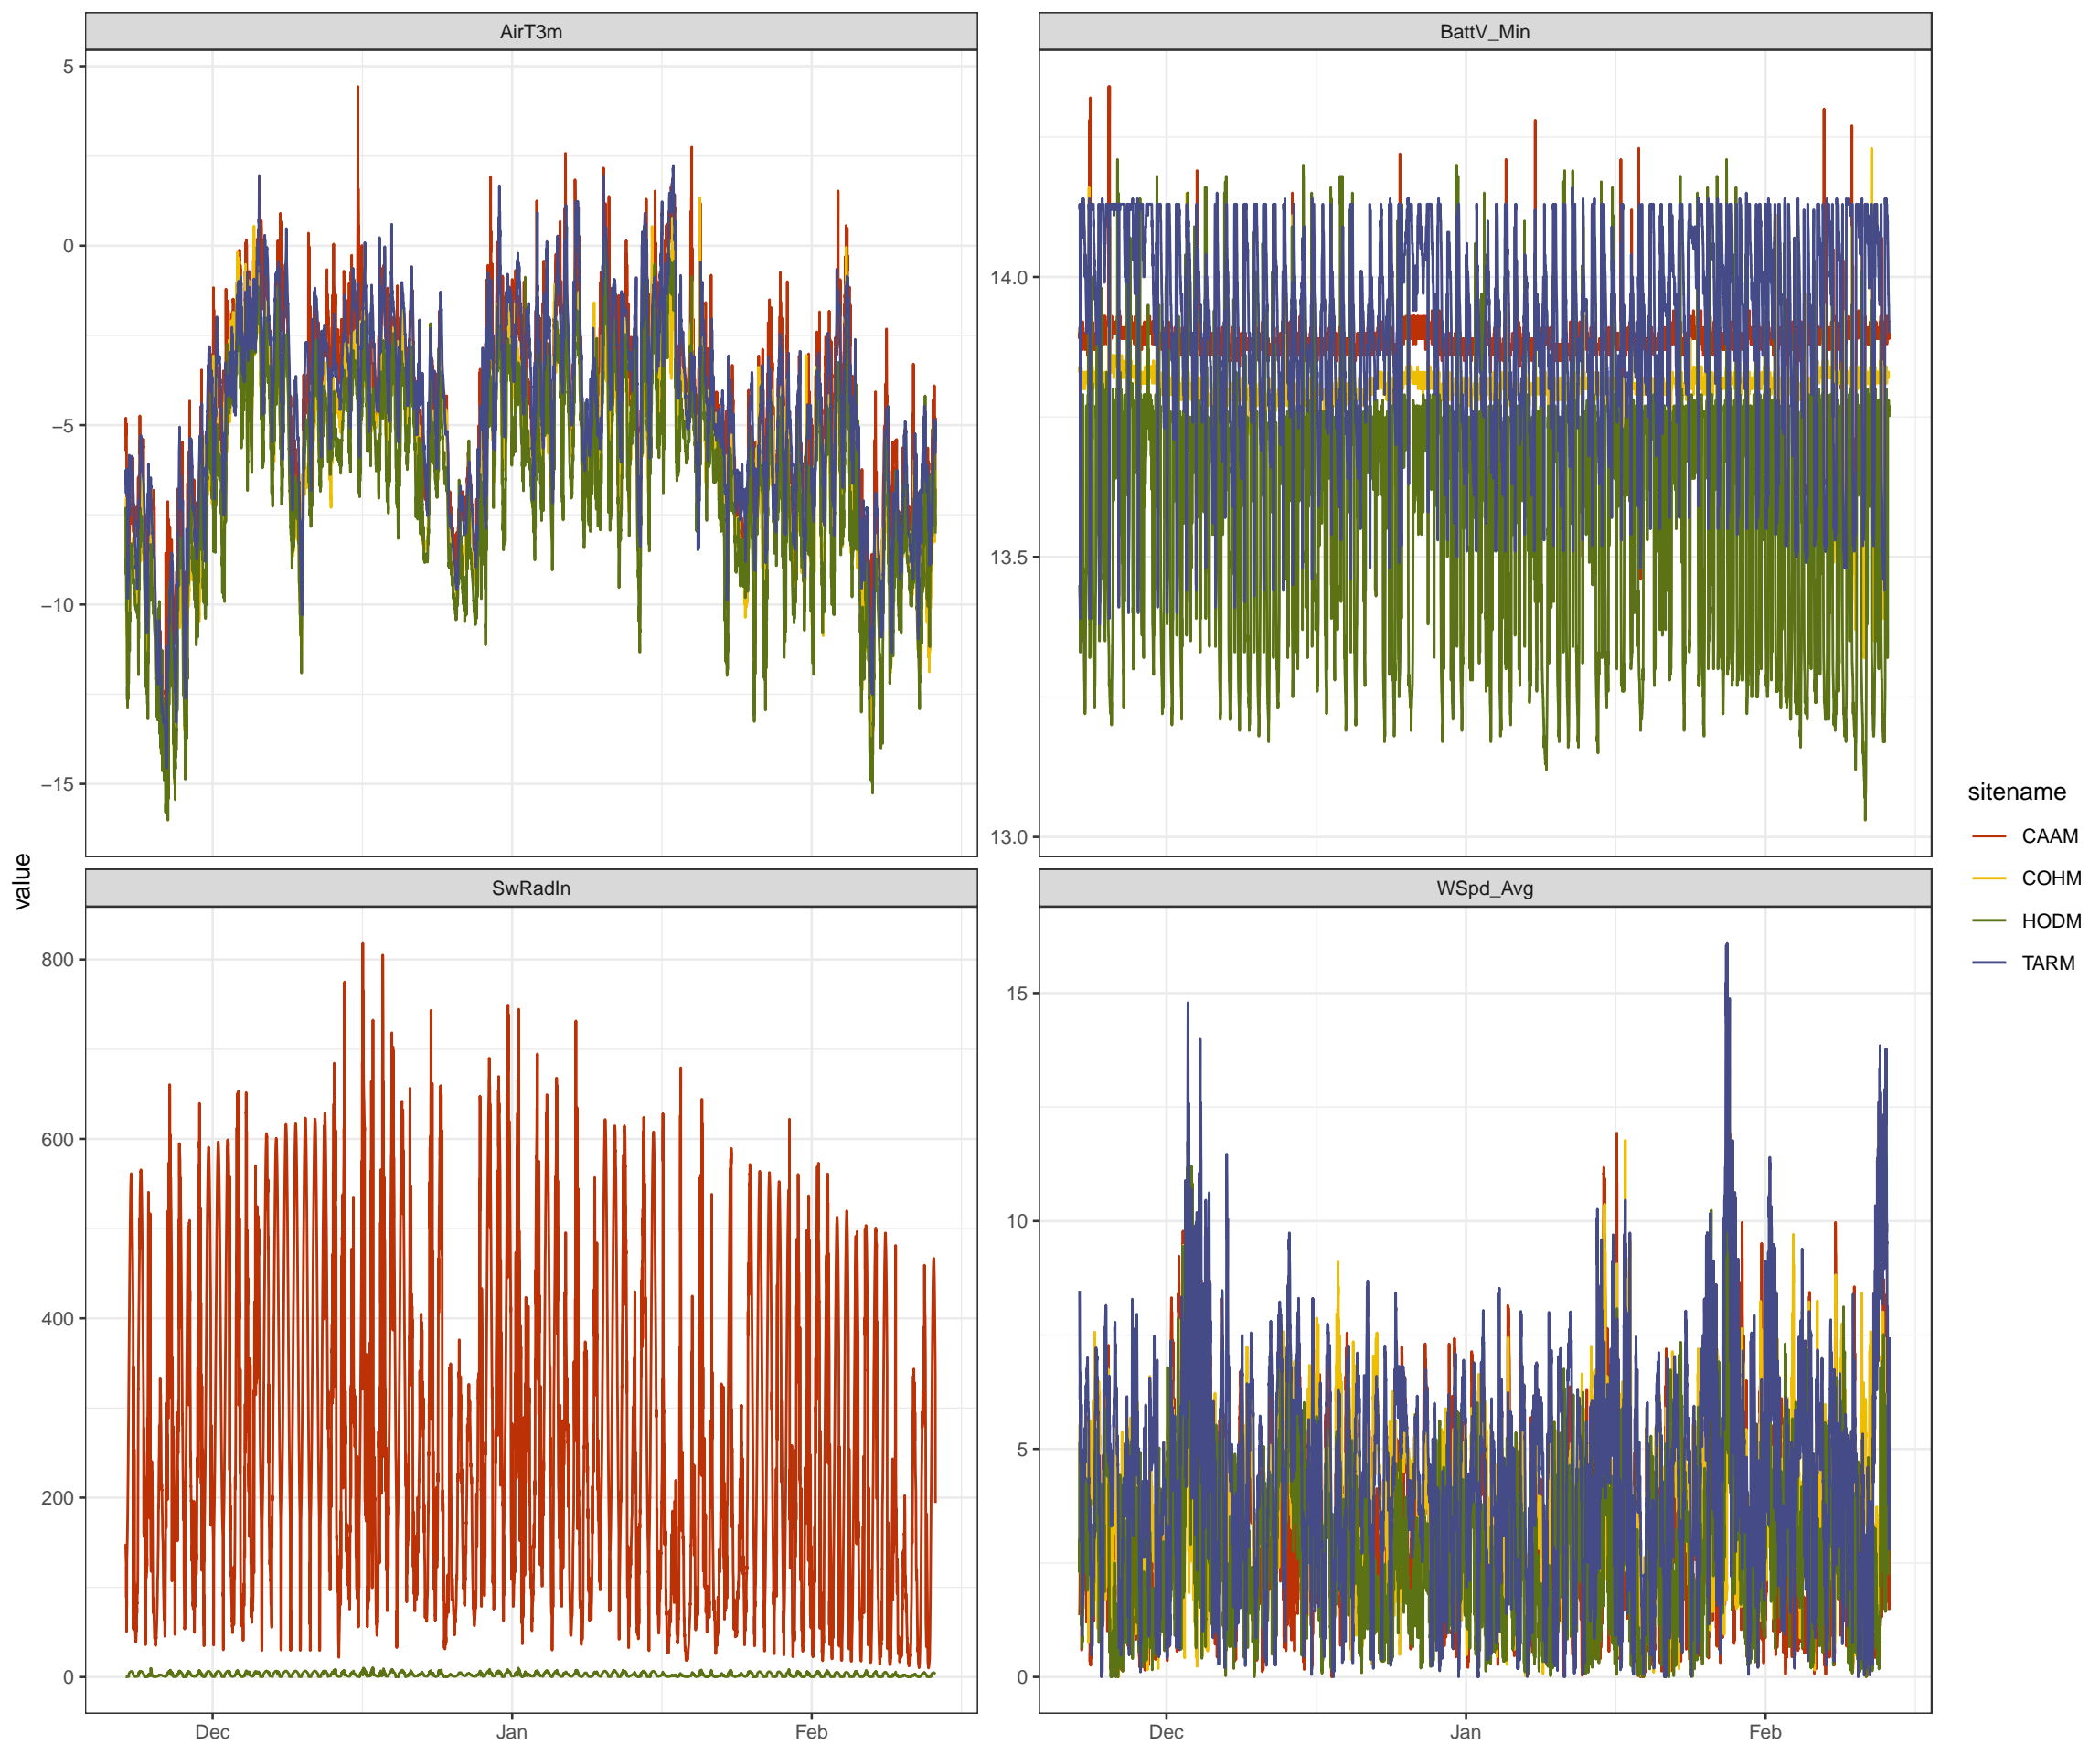 AirT3m
BattV_Min
5
0
−5
−10
−15
14.0
13.5
13.0
value
SwRadIn
WSpd_Avg
800
600
400
200
0
15
10
5
0
Dec
Jan
Feb
Dec
Jan
Feb
sitename
CAAM
COHM
HODM
TARM